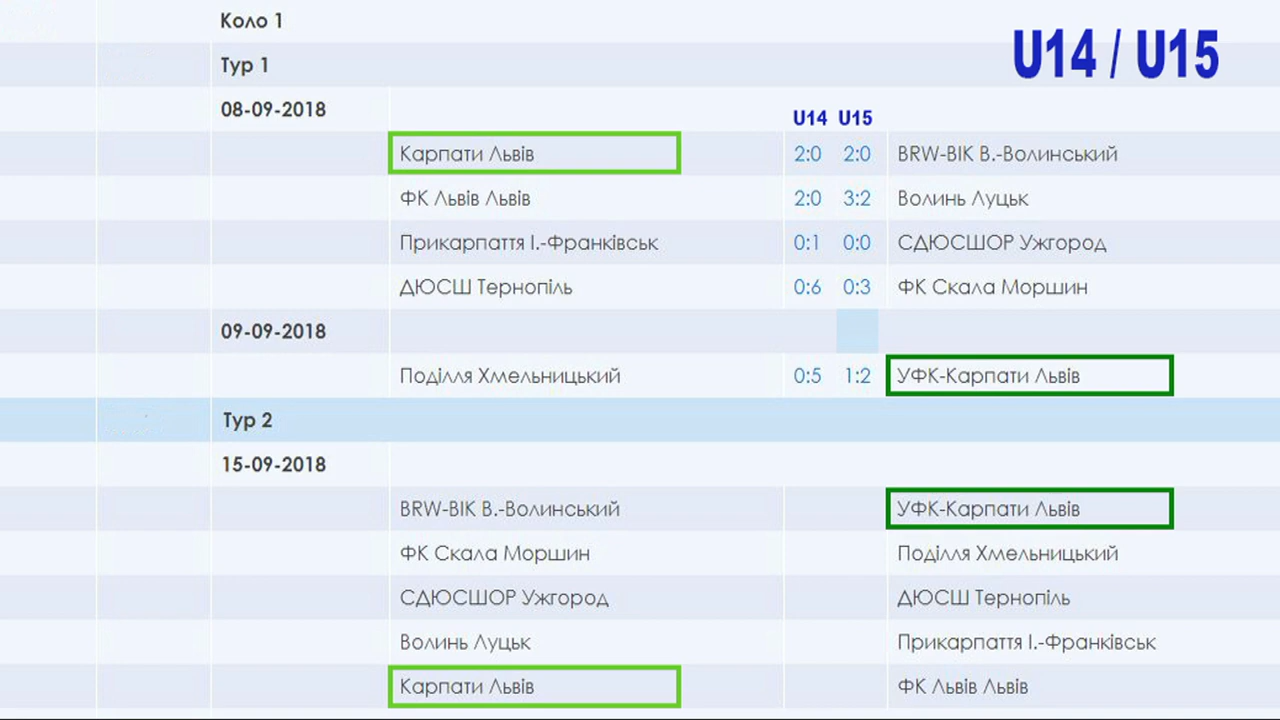 Коло 1
U14 / U15
Тур 1
08-09-2018
U14 U15
Карпати Львів 2:0 2:0 BRW-ВІК В.-Волинський
ФК Львів Львів 2:0 3:2 Волинь Луцьк
Прикарпаття І.-Франківськ 0:1 0:0 СДЮСШОР Ужгород
ДЮСШ Тернопіль 0:6 0:3 ФК Скала Моршин
09-09-2018
Поділля Хмельницький 0:5 1:2 УФК-Карпати Львів
Тур 2
15-09-2018
BRW-ВІК В.-Волинський УФК-Карпати Львів
ФК Скала Моршин Поділля Хмельницький
СДЮСШОР Ужгород ДЮСШ Тернопіль
Волинь Луцьк Прикарпаття І.-Франківськ
Карпати Львів ФК Львів Львів